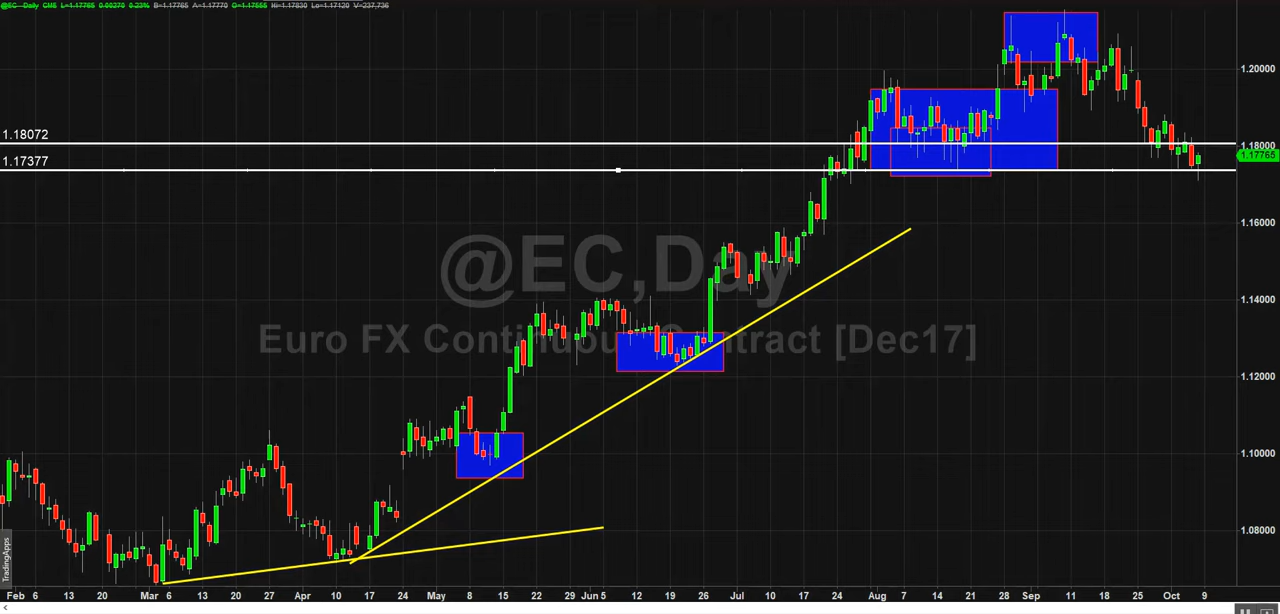 @EC - Daily CME L=1.17765 0.00270 0.23% B=1.17765 A=1.17770 O=1.17555 Hi=1.17830 Lo=1.17120 V=237,736
1.20000
1.18072
1.18000
1.17765
1.17377
1.16000
@EC,Day
1.14000
Euro FX Continuous Contract [Dec17]
1.12000
1.10000
1.08000
TradingApps
Feb 6 13 20 Mar 6 13 20 27 Apr 10 17 24 May 8 15 22 29 Jun 5 12 19 26 Jul 10 17 24 Aug 7 14 21 28 Sep 11 18 25 Oct 9